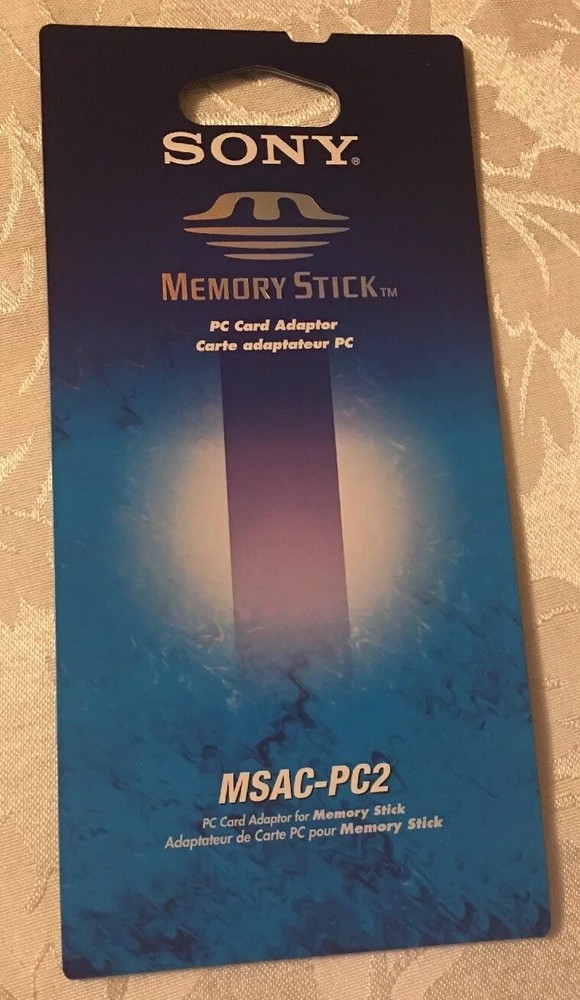 SONY®
MEMORY STICK™
PC Card Adaptor
Carte adaptateur PC
MSAC-PC2
PC Card Adaptor for Memory Stick
Adaptateur de Carte PC pour Memory Stick